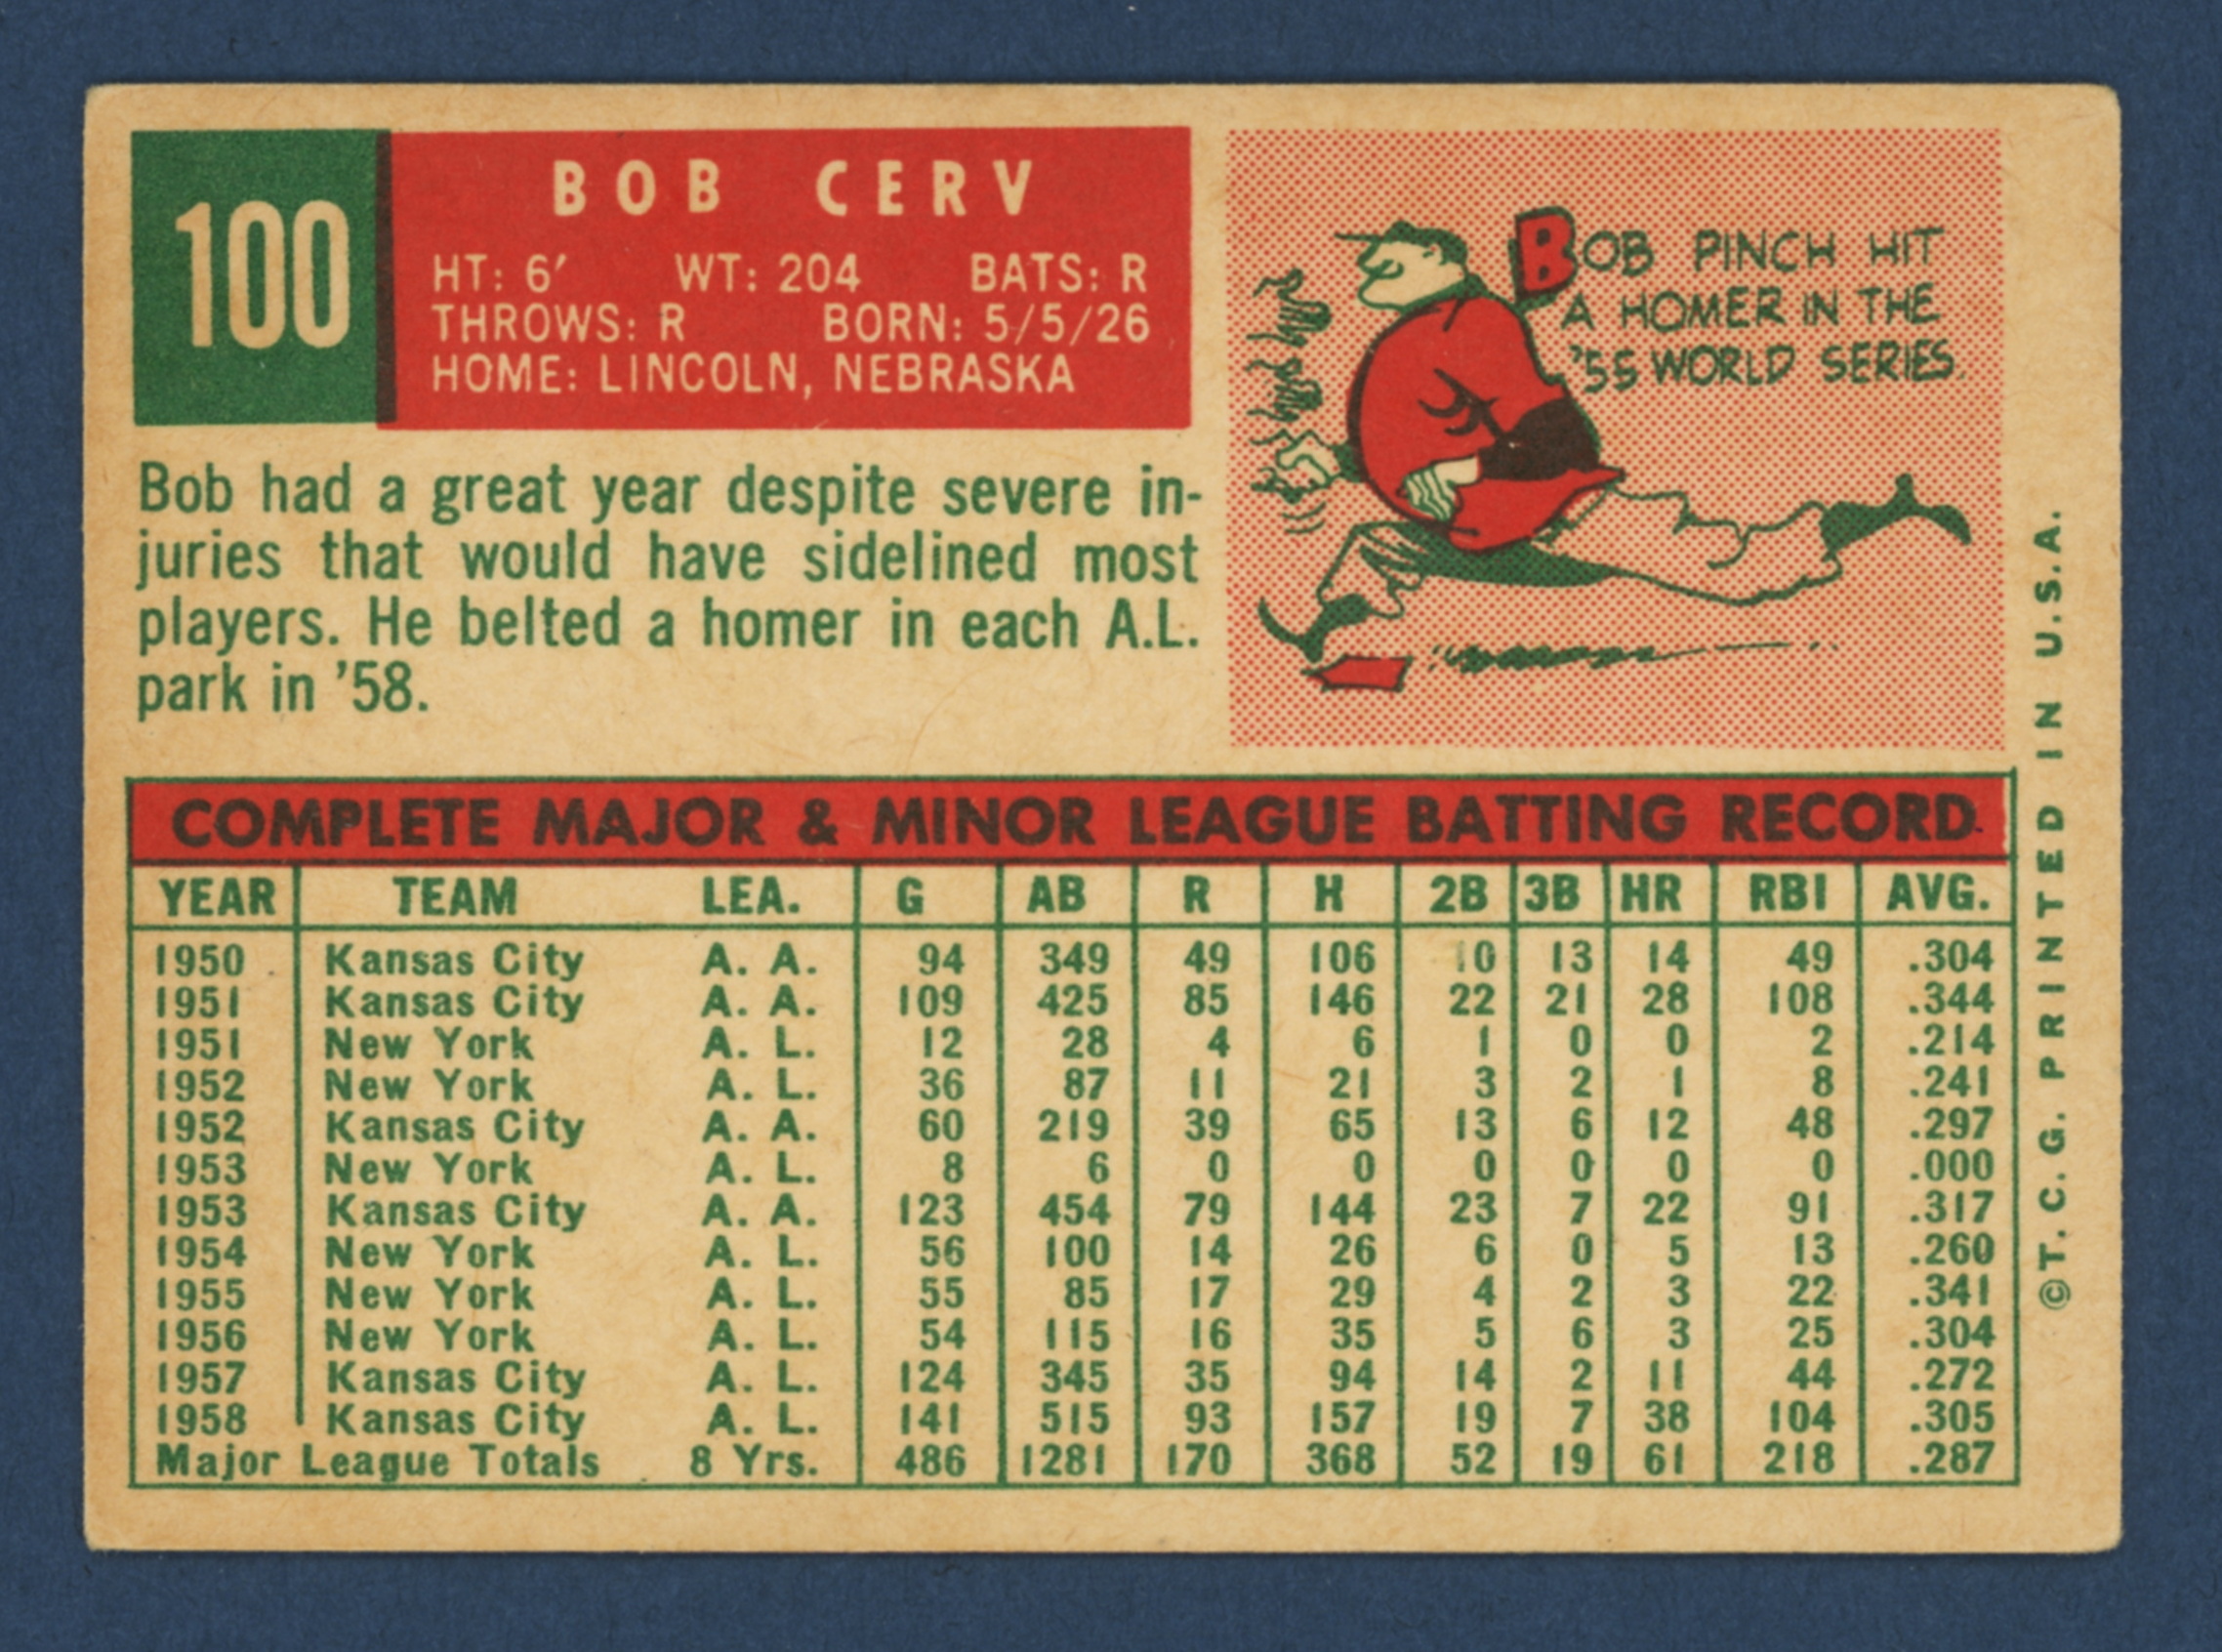 100
BOB CERV
HT: 6′ WT: 204 BATS: R
THROWS: R BORN: 5/5/26
HOME: LINCOLN, NEBRASKA
Bob had a great year despite severe in-
juries that would have sidelined most
players. He belted a homer in each A.L.
park in '58.
BOB PINCH HIT
A HOMER IN THE
'55 WORLD SERIES.
COMPLETE MAJOR & MINOR LEAGUE BATTING RECORD
YEAR TEAM LEA. G AB R H 2B 3B HR RBI AVG.
1950 Kansas City A. A. 94 349 49 106 10 13 14 49 .304
1951 Kansas City A. A. 109 425 85 146 22 21 28 108 .344
1951 New York A. L. 12 28 4 6 1 0 0 2 .214
1952 New York A. L. 36 87 11 21 3 2 1 8 .241
1952 Kansas City A. A. 60 219 39 65 13 6 12 48 .297
1953 New York A. L. 8 6 0 0 0 0 0 0 .000
1953 Kansas City A. A. 123 454 79 144 23 7 22 91 .317
1954 New York A. L. 56 100 14 26 6 0 5 13 .260
1955 New York A. L. 55 85 17 29 4 2 3 22 .341
1956 New York A. L. 54 115 16 35 5 6 3 25 .304
1957 Kansas City A. L. 124 345 35 94 14 2 11 44 .272
1958 Kansas City A. L. 141 515 93 157 19 7 38 104 .305
Major League Totals 8 Yrs. 486 1281 170 368 52 19 61 218 .287
©T. C. G. PRINTED IN U.S.A.